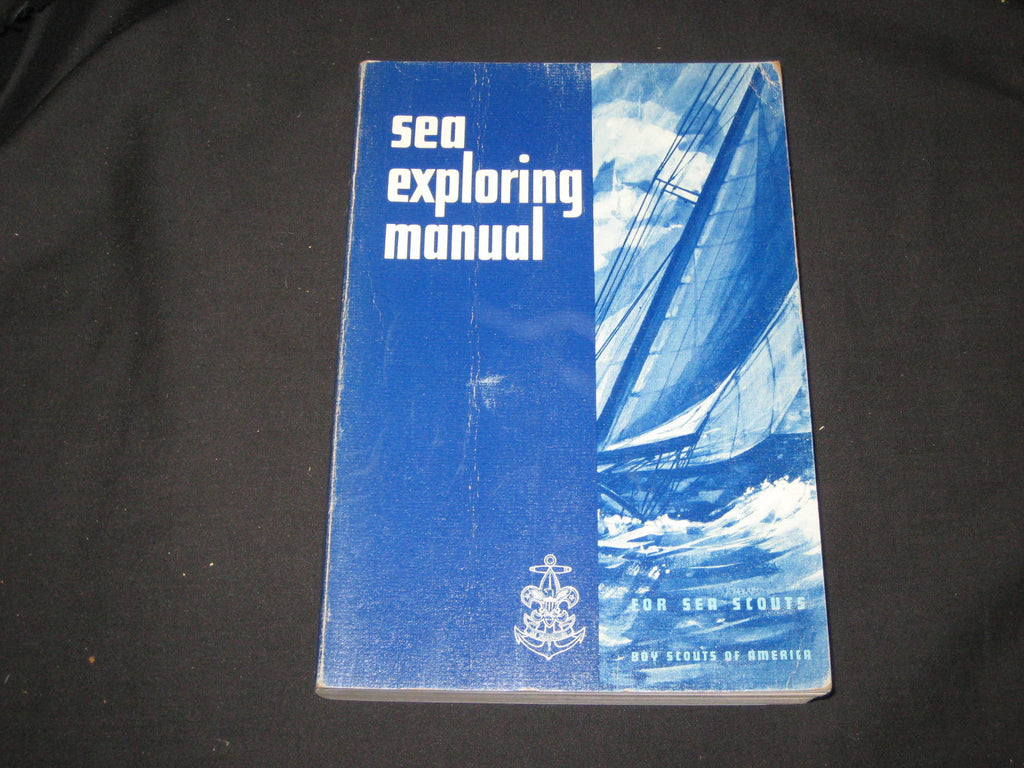 sea
exploring
manual
FOR SEA SCOUTS
BOY SCOUTS OF AMERICA